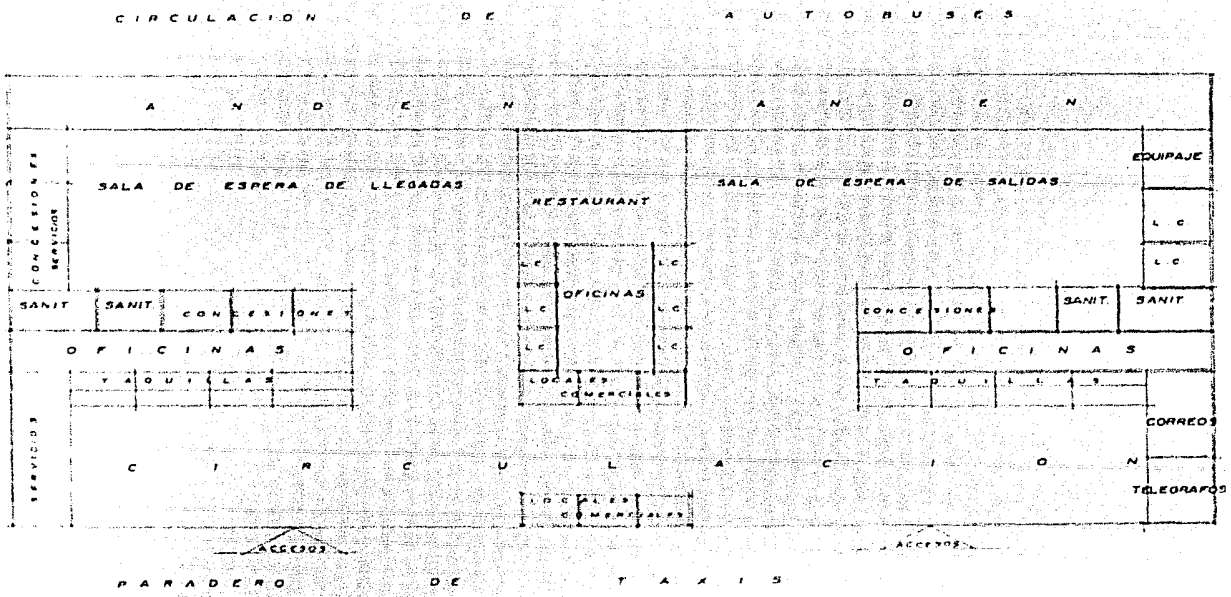 CIRCULACION DE AUTOBUSES
ANDEN ANDEN
CONCESIONES
SERVICIOS
SALA DE ESPERA DE LLEGADAS
RESTAURANT
SALA DE ESPERA DE SALIDAS
EQUIPAJE
L.C.
L.C.
L.C.
L.C.
L.C.
OFICINAS
L.C.
L.C.
L.C.
SANIT
SANIT.
CONCESIONES
CONCESIONES
SANIT.
SANIT.
OFICINAS
OFICINAS
TAQUILLAS
LOCALES
COMERCIALES
TAQUILLAS
SERVICIOS
CORREOS
CIRCULACION
TELEGRAFOS
LOCALES
COMERCIALES
ACCESOS
ACCESOS
PARADERO DE TAXIS